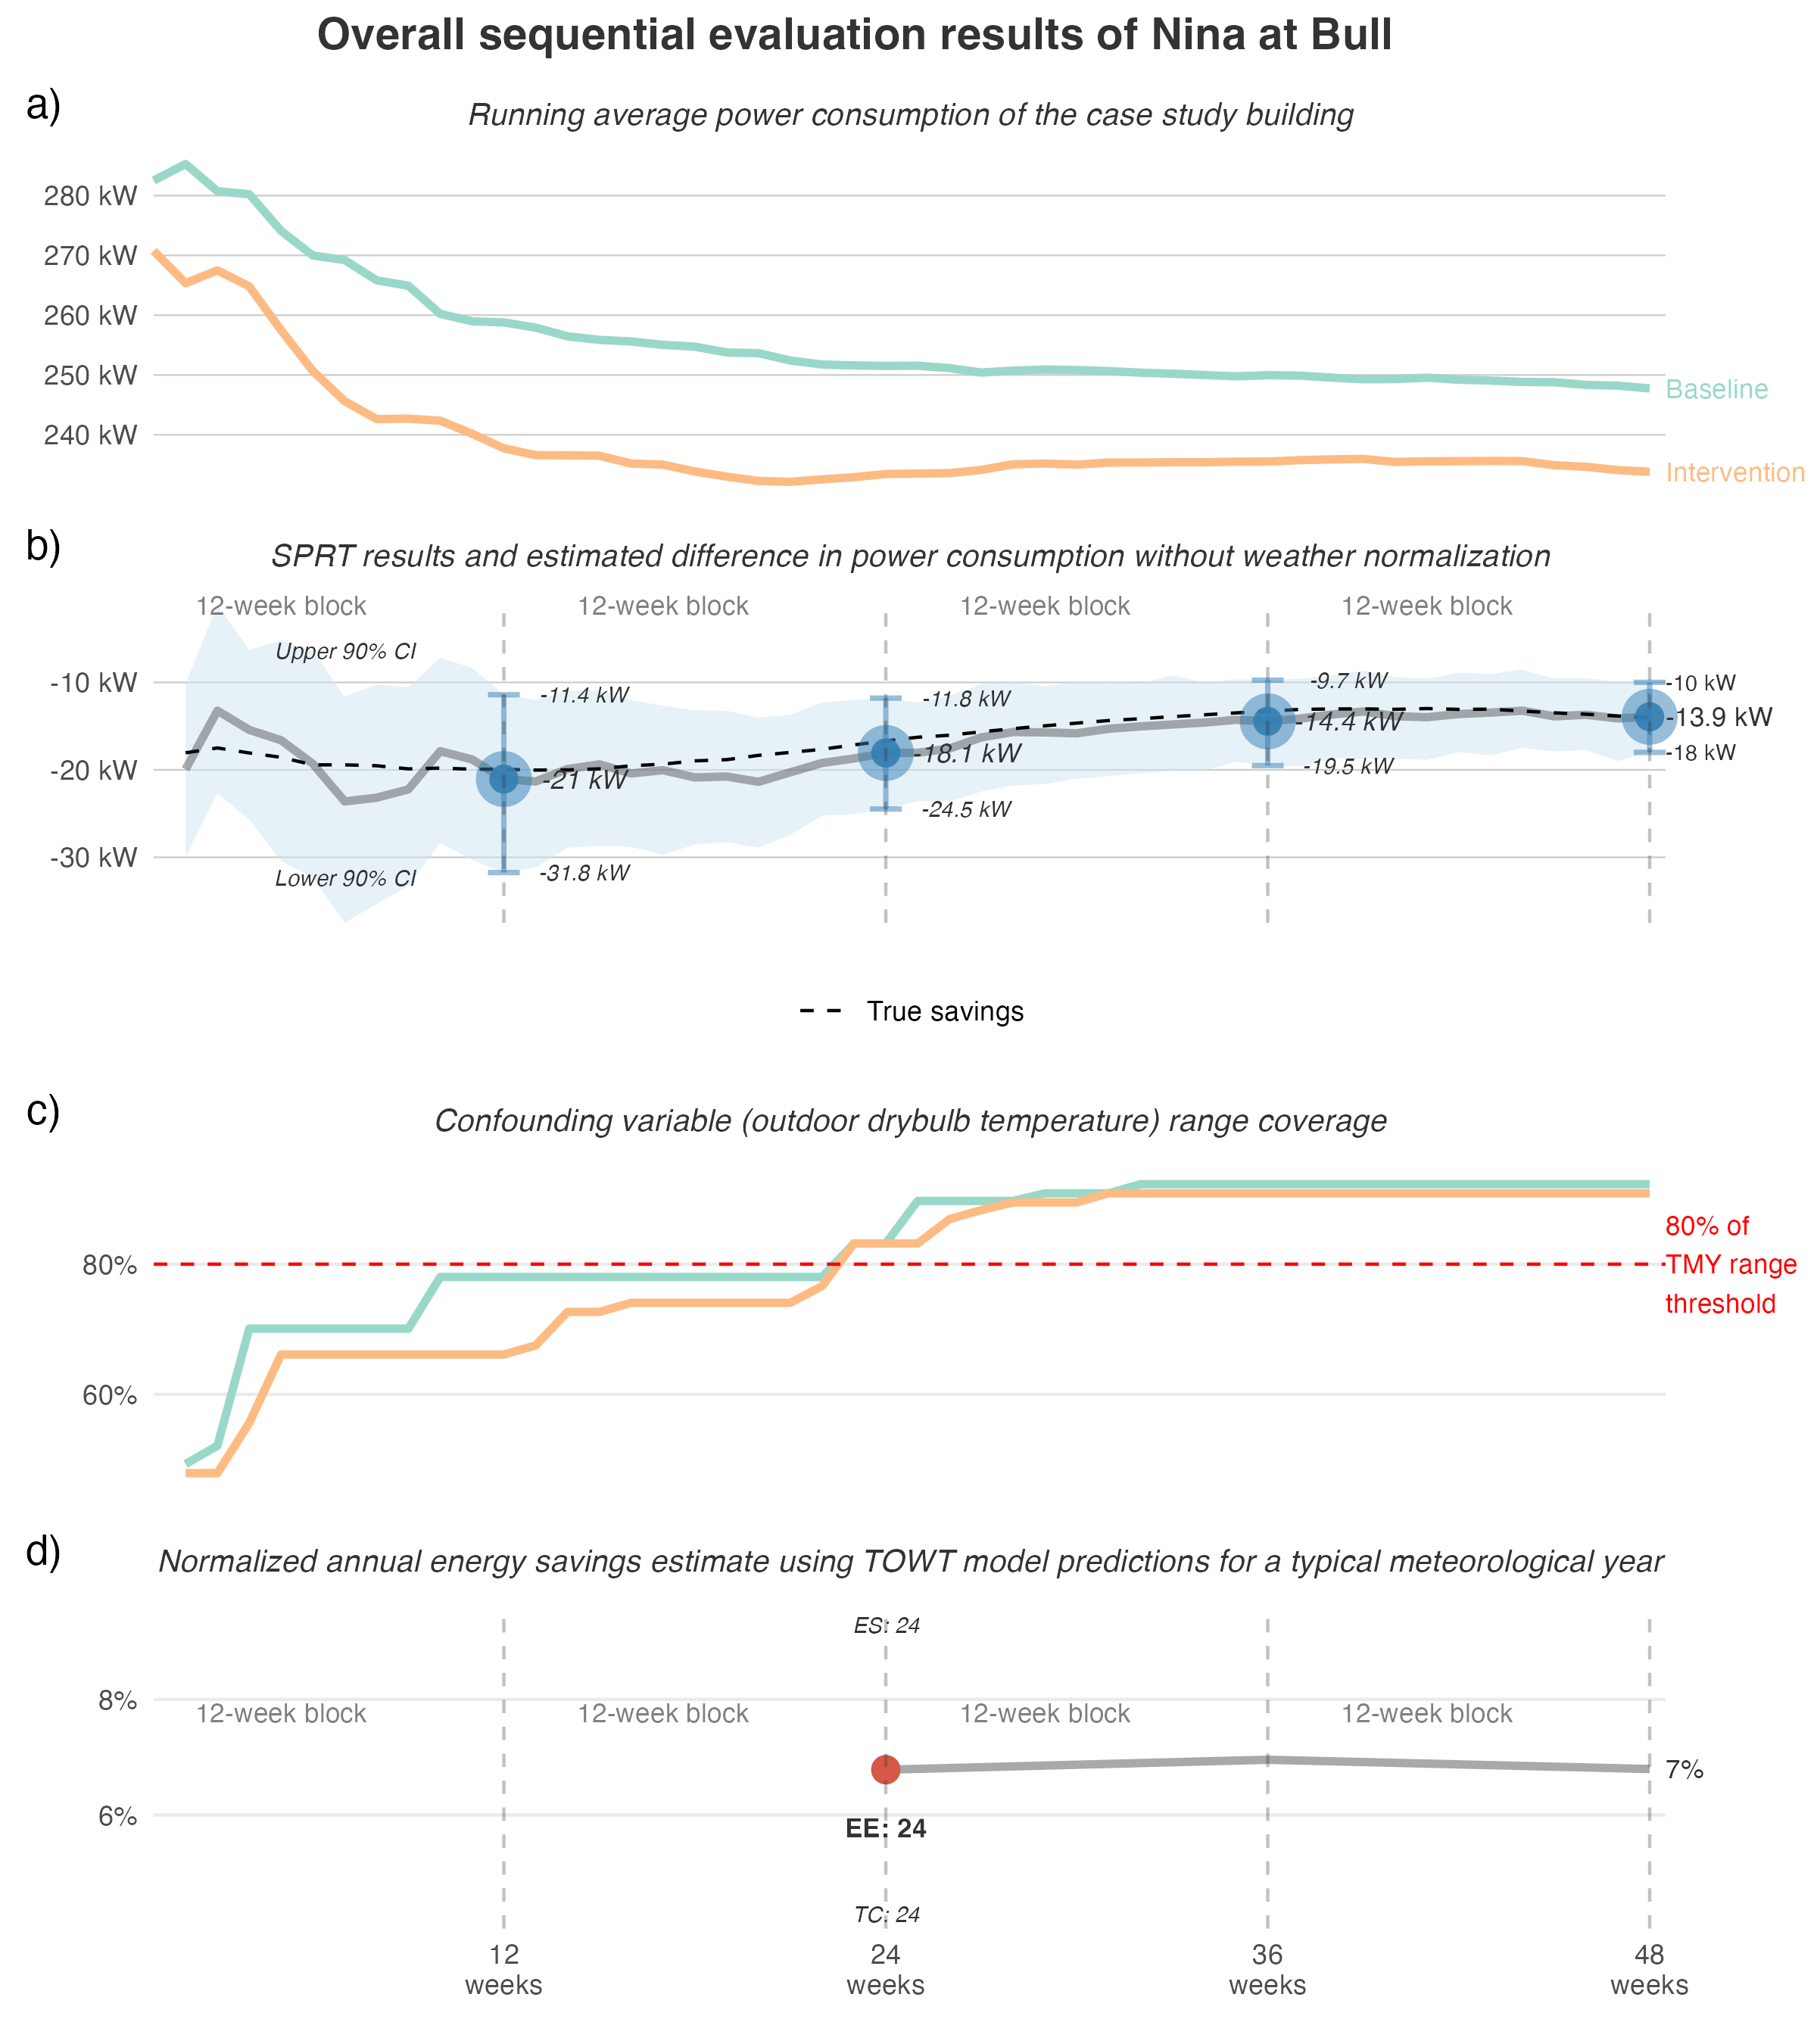 Overall sequential evaluation results of Nina at Bull
a)
Running average power consumption of the case study building
280 kW
270 kW
260 kW
250 kW
240 kW
Baseline
Intervention
b)
SPRT results and estimated difference in power consumption without weather normalization
12-week block 12-week block 12-week block 12-week block
Upper 90% CI
-10 kW
-20 kW
-30 kW
Lower 90% CI
-11.4 kW
-21 kW
-31.8 kW
-11.8 kW
-18.1 kW
-24.5 kW
-9.7 kW
-14.4 kW
-19.5 kW
-10 kW
-13.9 kW
-18 kW
True savings
c)
Confounding variable (outdoor drybulb temperature) range coverage
80%
60%
80% of
TMY range
threshold
d)
Normalized annual energy savings estimate using TOWT model predictions for a typical meteorological year
ES: 24
8%
12-week block 12-week block 12-week block 12-week block
7%
6%
EE: 24
TC: 24
12
weeks
24
weeks
36
weeks
48
weeks